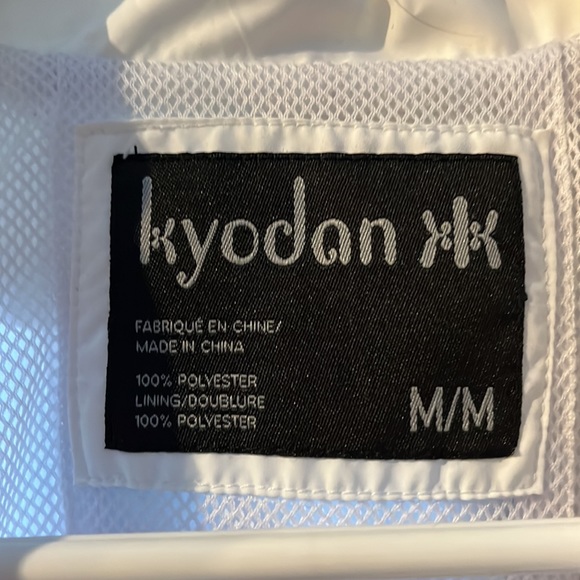 kyodan
FABRIQUÉ EN CHINE/
MADE IN CHINA
100% POLYESTER
LINING/DOUBLURE
100% POLYESTER
M/M